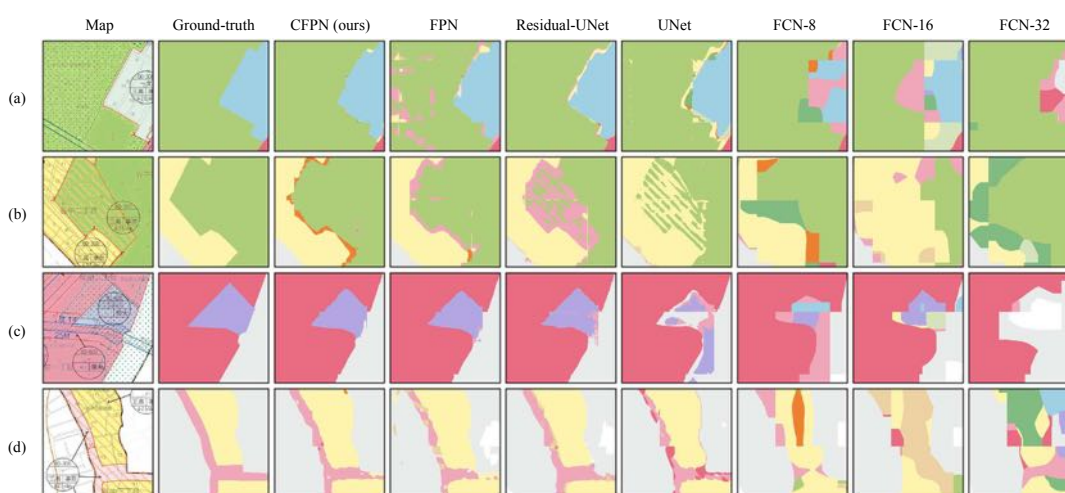 Map Ground-truth CFPN (ours) FPN Residual-UNet UNet FCN-8 FCN-16 FCN-32
(a)
(b)
(c)
(d)